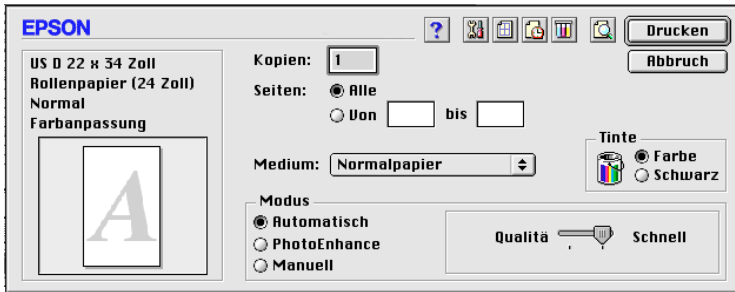 EPSON
?
Drucken
Abbruch
US D 22 x 34 Zoll
Rollenpapier (24 Zoll)
Normal
Farbanpassung
A
Kopien: 1
Seiten: Alle
Von bis
Medium: Normalpapier
Tinte
Farbe
Schwarz
Modus
Automatisch
PhotoEnhance
Manuell
Qualitä Schnell